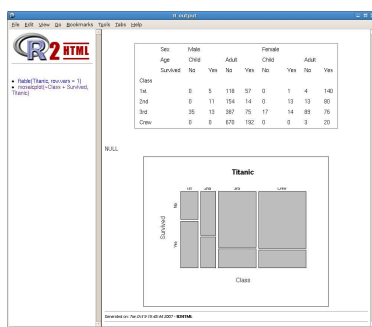 R output
File Edit View Go Bookmarks Tools Tabs Help
R2 HTML
ftable(Titanic, row.vars = 1)
mosaicplot(~Class + Survived,
Titanic)
Sex Male Female
Age Child Adult Child Adult
Survived No Yes No Yes No Yes No Yes
Class
1st 0 5 118 57 0 1 4 140
2nd 0 11 154 14 0 13 13 80
3rd 35 13 387 75 17 14 89 76
Crew 0 0 670 192 0 0 3 20
NULL
Titanic
1st 2nd 3rd Crew
No
Survived
Yes
Class
Generated on: Tue Oct 9 19:45:44 2007 - R2HTML